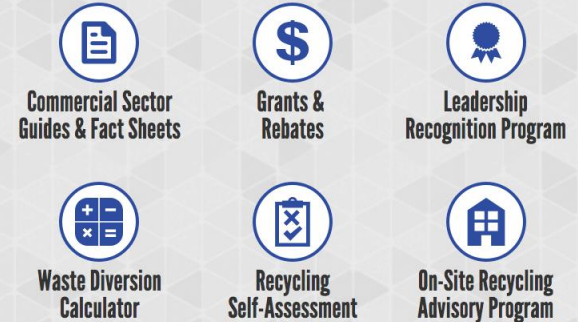 Commercial Sector
Guides & Fact Sheets
Grants &
Rebates
Leadership
Recognition Program
Waste Diversion
Calculator
Recycling
Self-Assessment
On-Site Recycling
Advisory Program